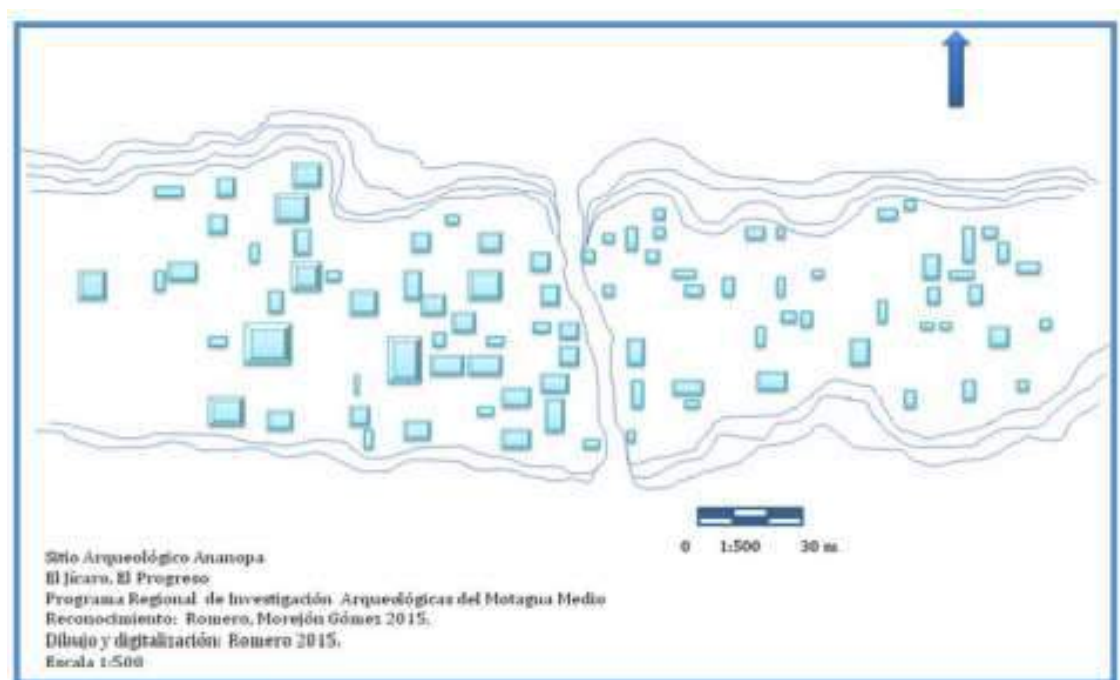 0 1:500 30 m
Sitio Arqueológico Ananopa
El Jícaro, El Progreso
Programa Regional de Investigación Arqueológicas del Motagua Medio
Reconocimiento: Romero, Morejón Gómez 2015.
Dibujo y digitalización: Romero 2015.
Escala 1:500